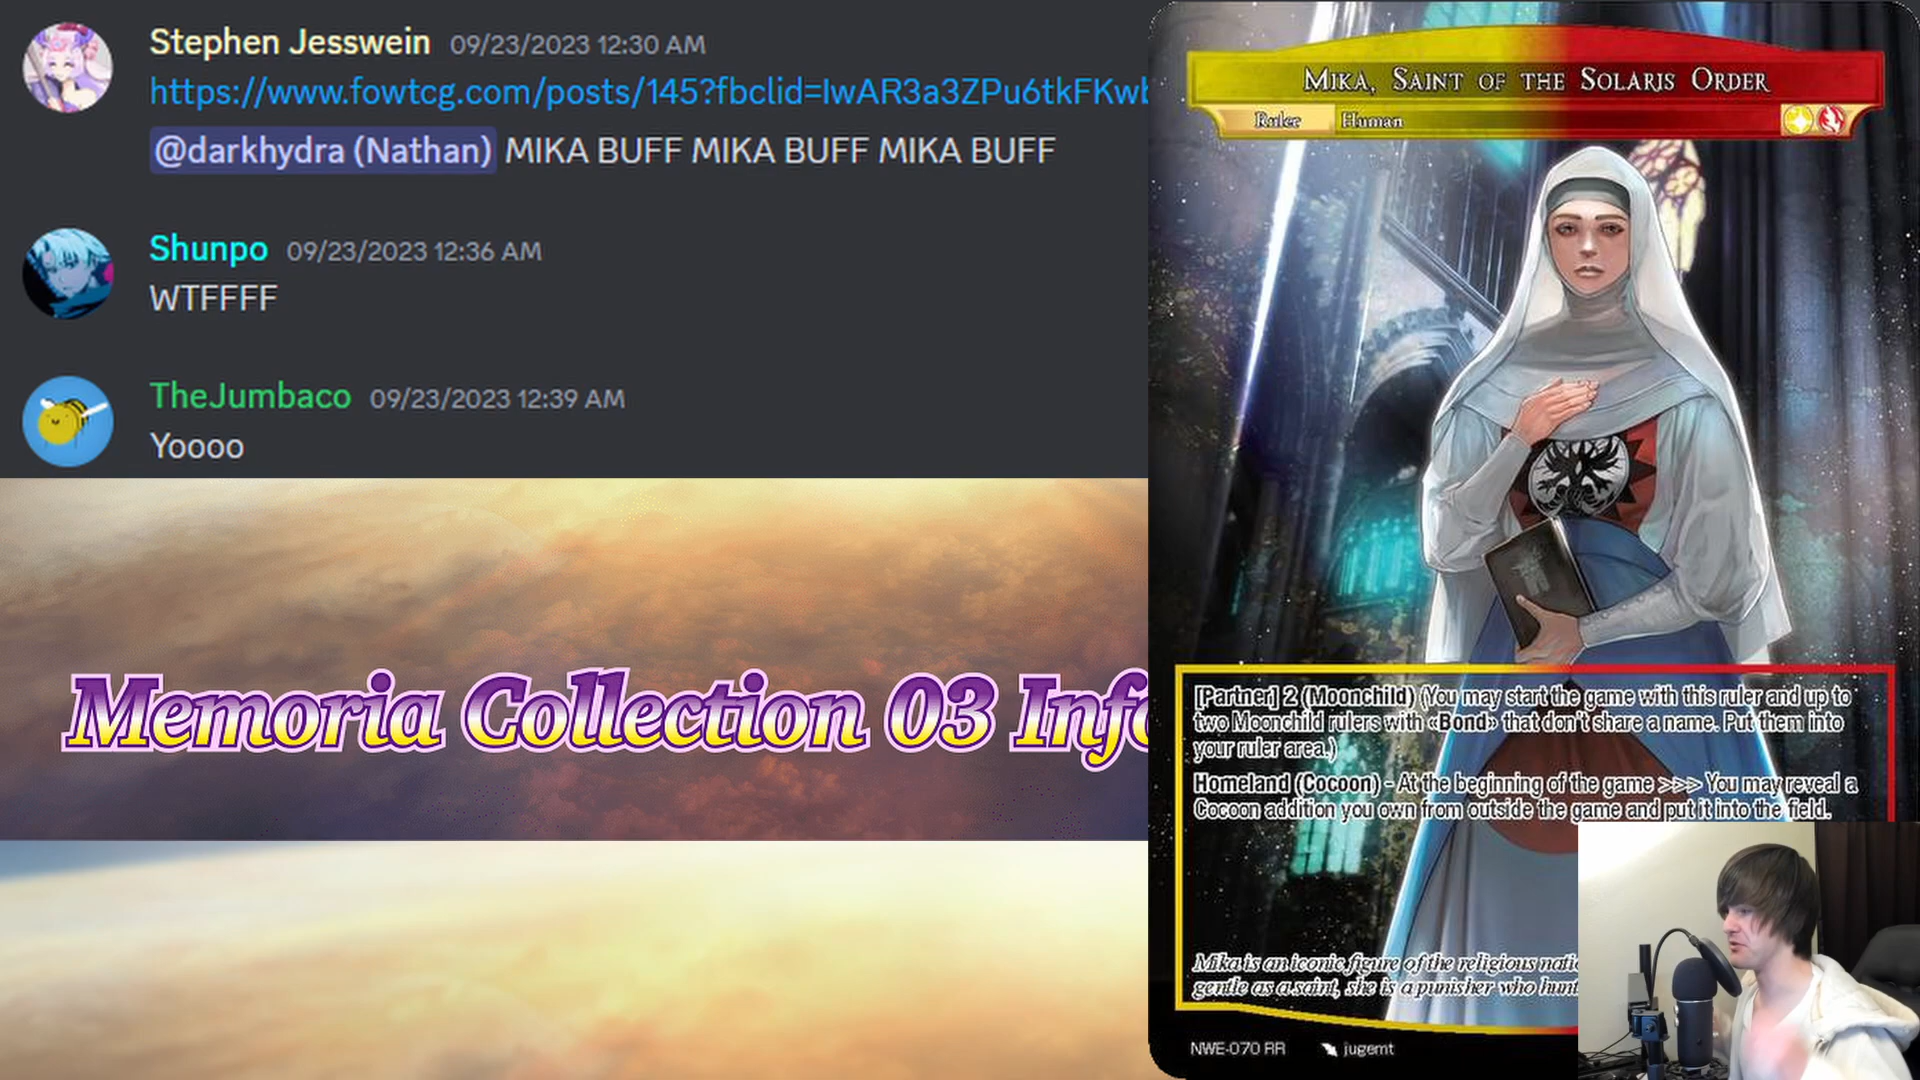 Stephen Jesswein 09/23/2023 12:30 AM
https://www.fowtcg.com/posts/145?fbclid=IwAR3a3ZPu6tkFKw
@darkhydra (Nathan) MIKA BUFF MIKA BUFF MIKA BUFF
Shunpo 09/23/2023 12:36 AM
WTFFFF
TheJumbaco 09/23/2023 12:39 AM
Yoooo
Memoria Collection 03 Info
Mika, Saint of the Solaris Order
Ruler Human
[Partner] 2 (Moonchild) (You may start the game with this ruler and up to
two Moonchild rulers with «Bond» that don't share a name. Put them into
your ruler area.)
Homeland (Cocoon) - At the beginning of the game >>> You may reveal a
Cocoon addition you own from outside the game and put it into the field.
Mika is an iconic figure of the religious
gentle as a saint, she is a punisher who
NWE-070 RR jugemt